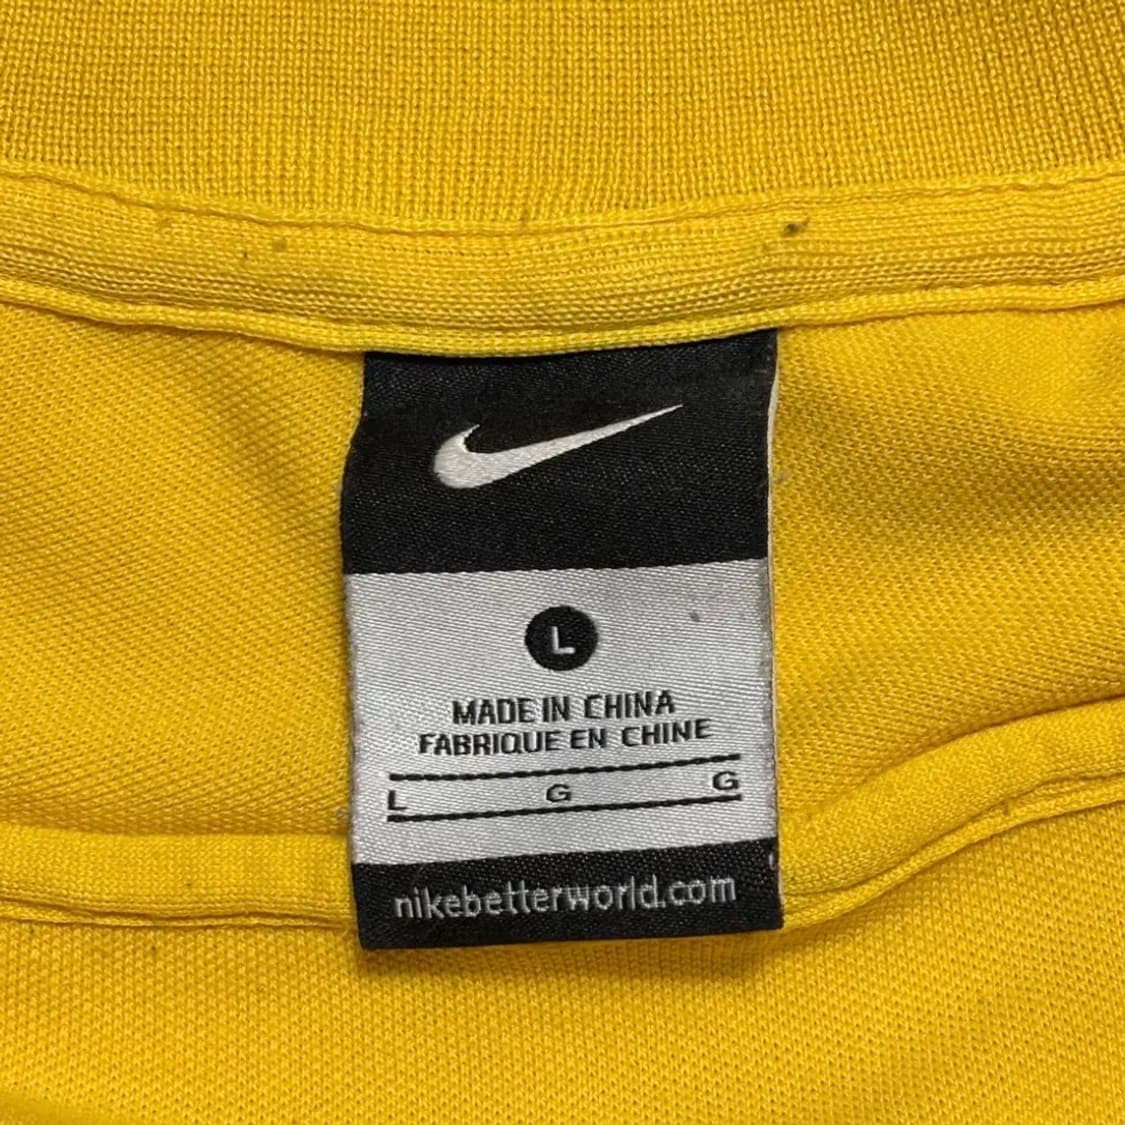 L
MADE IN CHINA
FABRIQUE EN CHINE
L G G
nikebetterworld.com